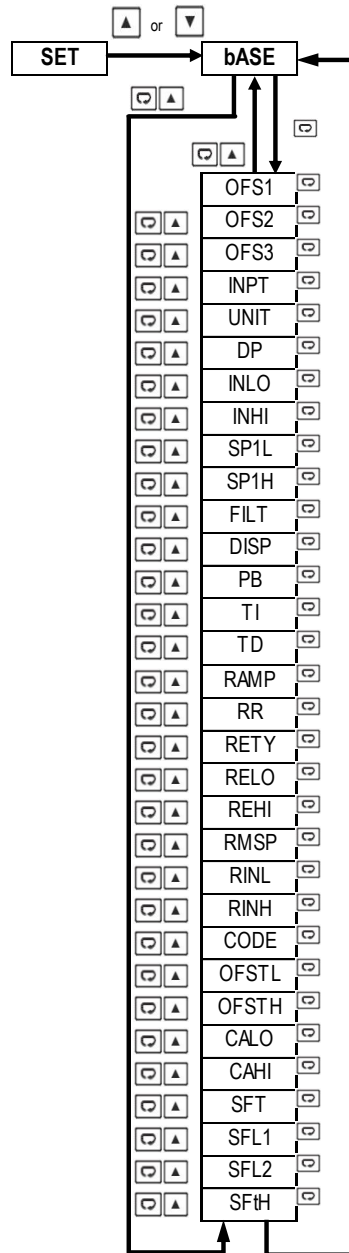 or
SET
bASE
OFS1
OFS2
OFS3
INPT
UNIT
DP
INLO
INHI
SP1L
SP1H
FILT
DISP
PB
TI
TD
RAMP
RR
RETY
RELO
REHI
RMSP
RINL
RINH
CODE
OFSTL
OFSTH
CALO
CAHI
SFT
SFL1
SFL2
SFtH